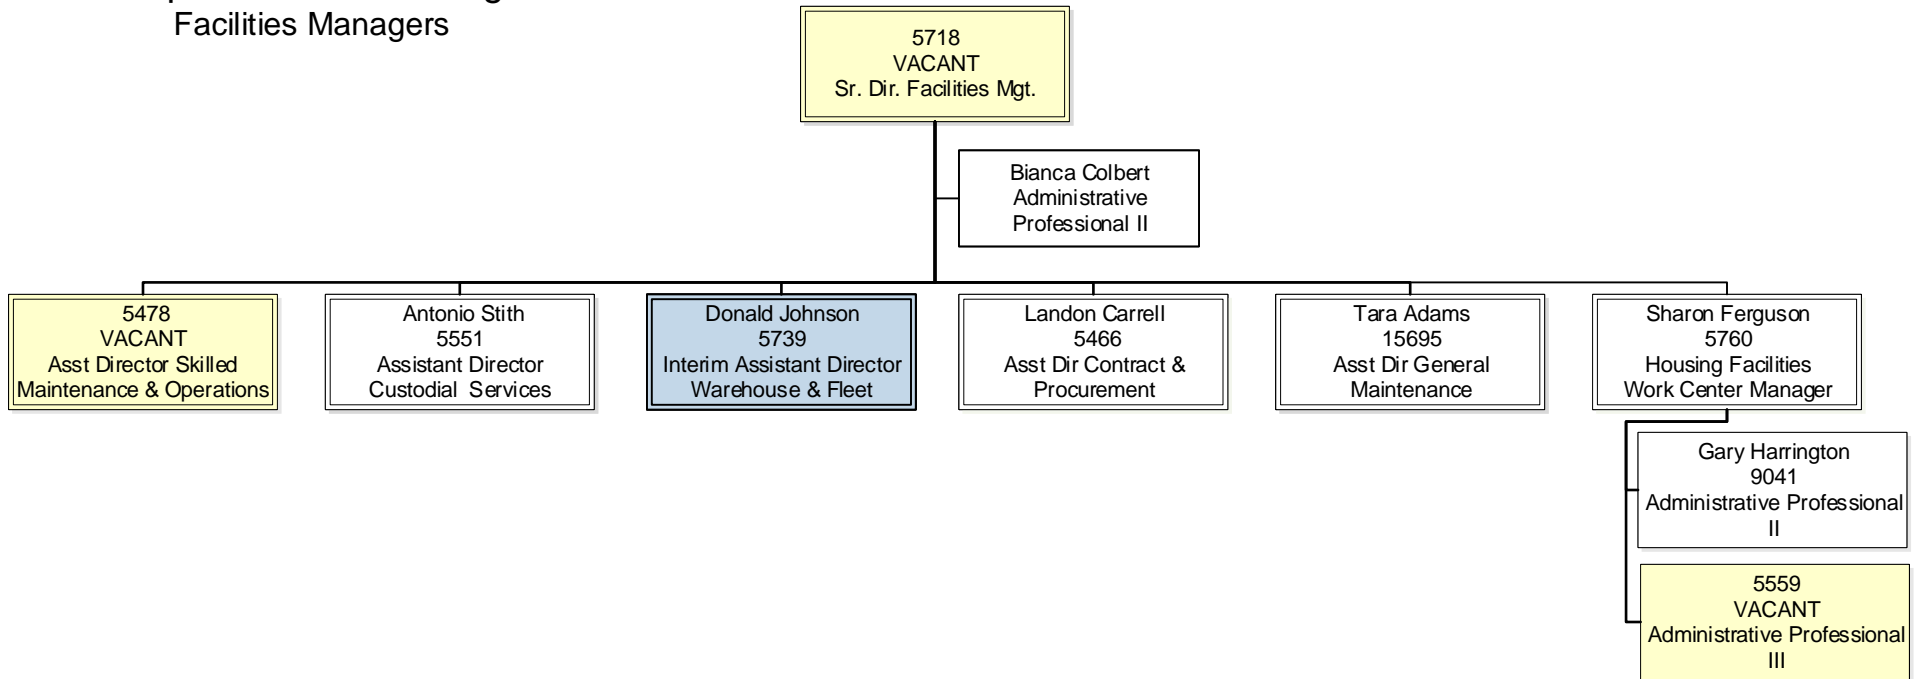 Facilities Managers
5718
VACANT
Sr. Dir. Facilities Mgt.
Bianca Colbert
Administrative
Professional II
5478
VACANT
Asst Director Skilled
Maintenance & Operations
Antonio Stith
5551
Assistant Director
Custodial Services
Donald Johnson
5739
Interim Assistant Director
Warehouse & Fleet
Landon Carrell
5466
Asst Dir Contract &
Procurement
Tara Adams
15695
Asst Dir General
Maintenance
Sharon Ferguson
5760
Housing Facilities
Work Center Manager
Gary Harrington
9041
Administrative Professional
II
5559
VACANT
Administrative Professional
III